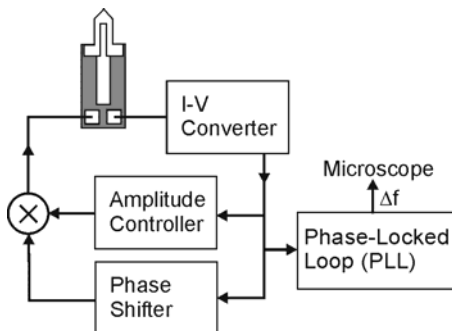 I-V
Converter
Microscope
Δf
Amplitude
Controller
Phase-Locked
Loop (PLL)
Phase
Shifter